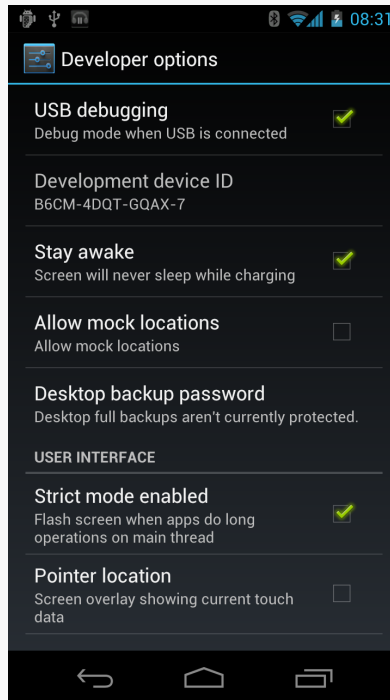 08:31
Developer options
USB debugging
Debug mode when USB is connected
Development device ID
B6CM-4DQT-GQAX-7
Stay awake
Screen will never sleep while charging
Allow mock locations
Allow mock locations
Desktop backup password
Desktop full backups aren't currently protected.
USER INTERFACE
Strict mode enabled
Flash screen when apps do long
operations on main thread
Pointer location
Screen overlay showing current touch
data